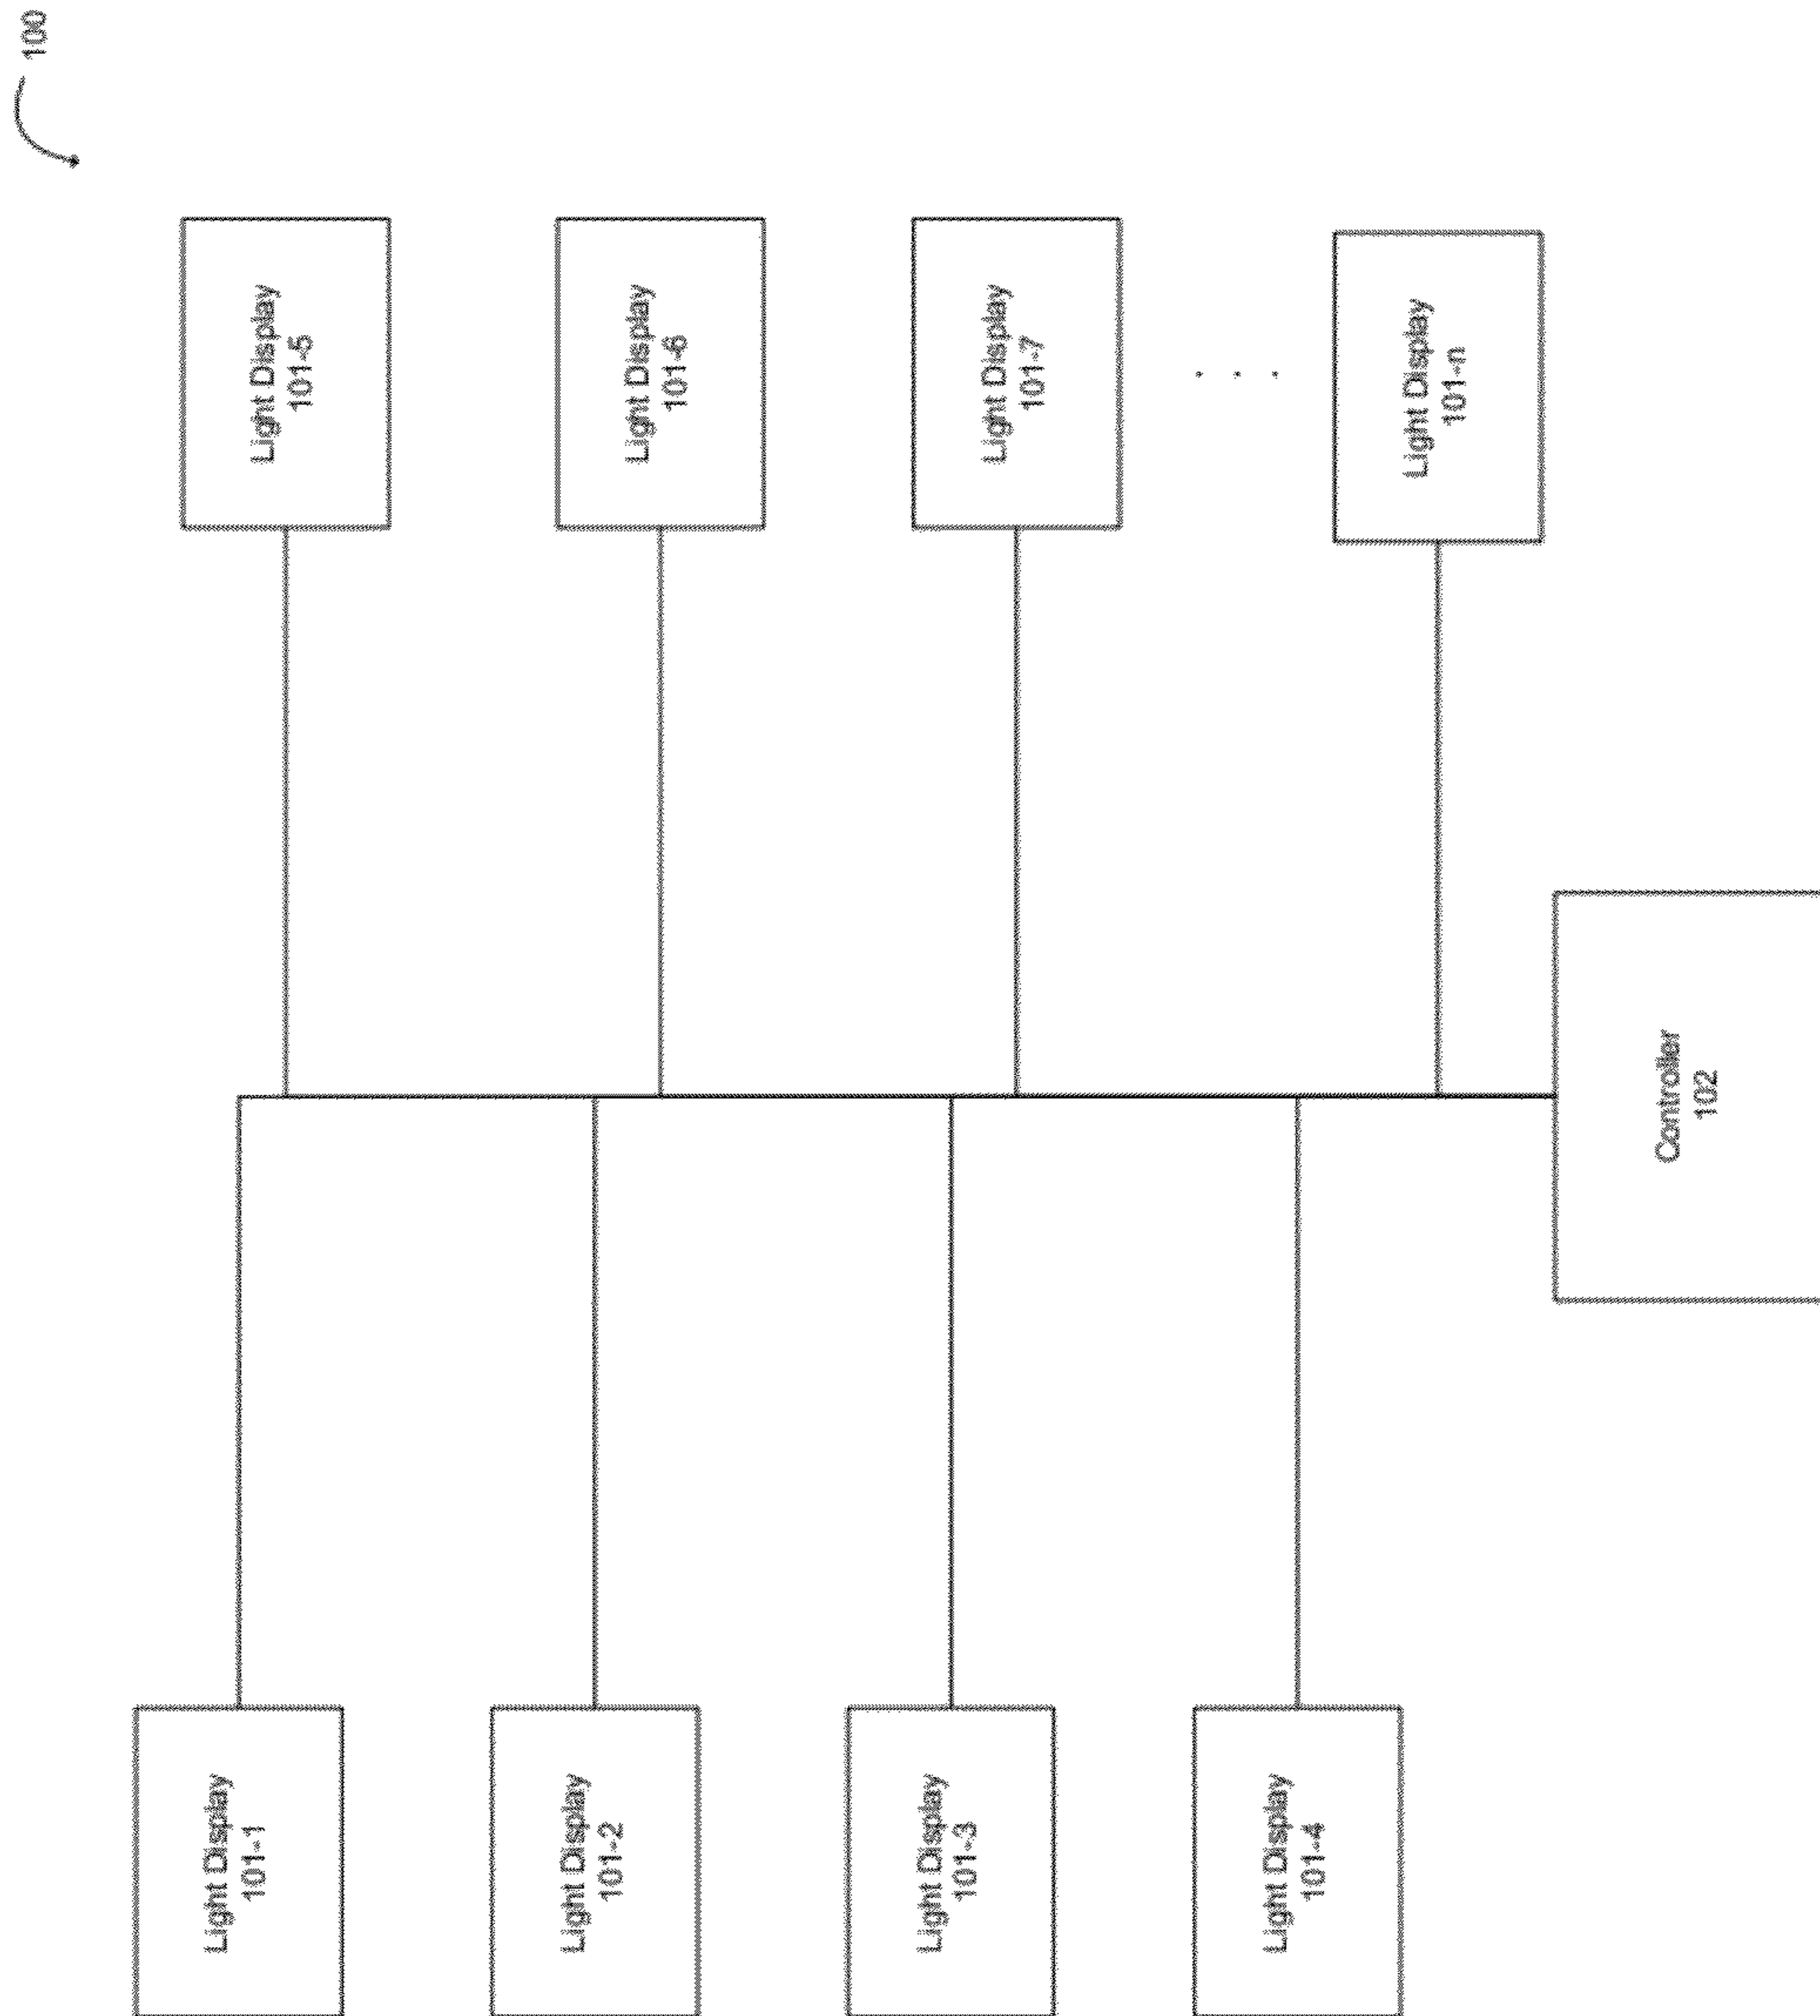 100
Light Display
101-1
Light Display
101-5
Light Display
101-2
Light Display
101-6
Light Display
101-3
Light Display
101-7
. . .
Light Display
101-4
Light Display
101-n
Controller
102